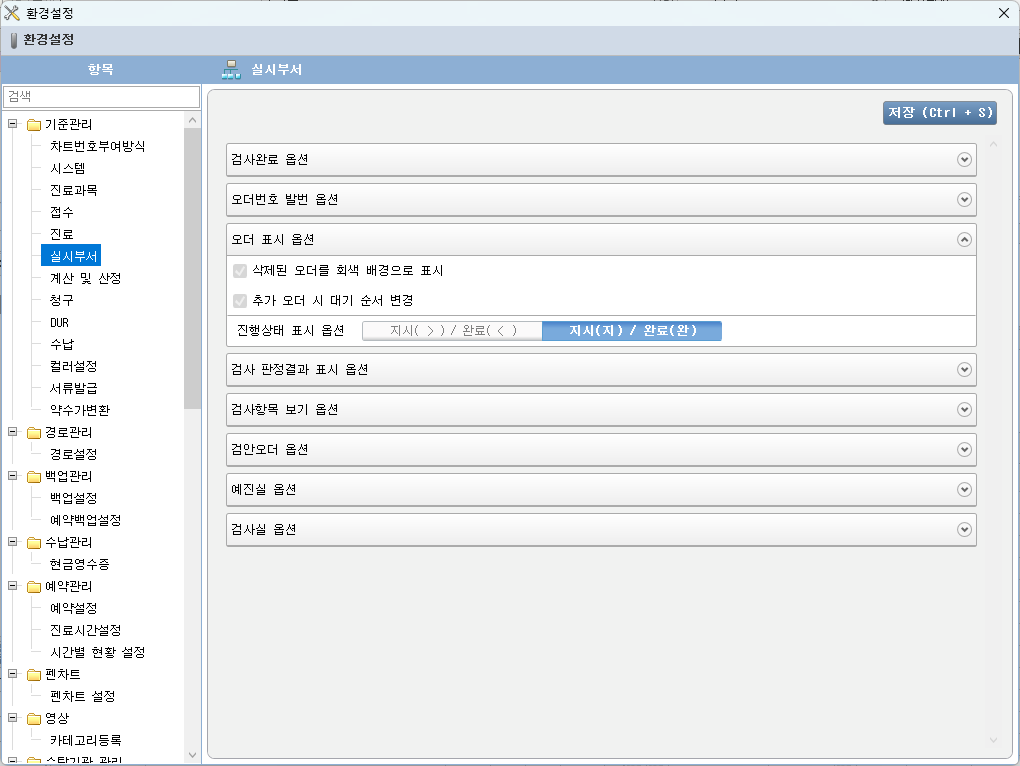 환경설정
환경설정
항목
실시부서
검색
기준관리
차트번호부여방식
시스템
진료과목
접수
진료
실시부서
계산 및 산정
청구
DUR
수납
컬러설정
서류발급
약수가변환
경로관리
경로설정
백업관리
백업설정
예약백업설정
수납관리
현금영수증
예약관리
예약설정
진료시간설정
시간별 현황 설정
펜차트
펜차트 설정
영상
카테고리등록
수탁기관 관리
저장 (Ctrl + S)
검사완료 옵션
오더번호 발번 옵션
오더 표시 옵션
삭제된 오더를 회색 배경으로 표시
추가 오더 시 대기 순서 변경
진행상태 표시 옵션 지시( > ) / 완료( < ) 지시(지) / 완료(완)
검사 판정결과 표시 옵션
검사항목 보기 옵션
검안오더 옵션
예진실 옵션
검사실 옵션